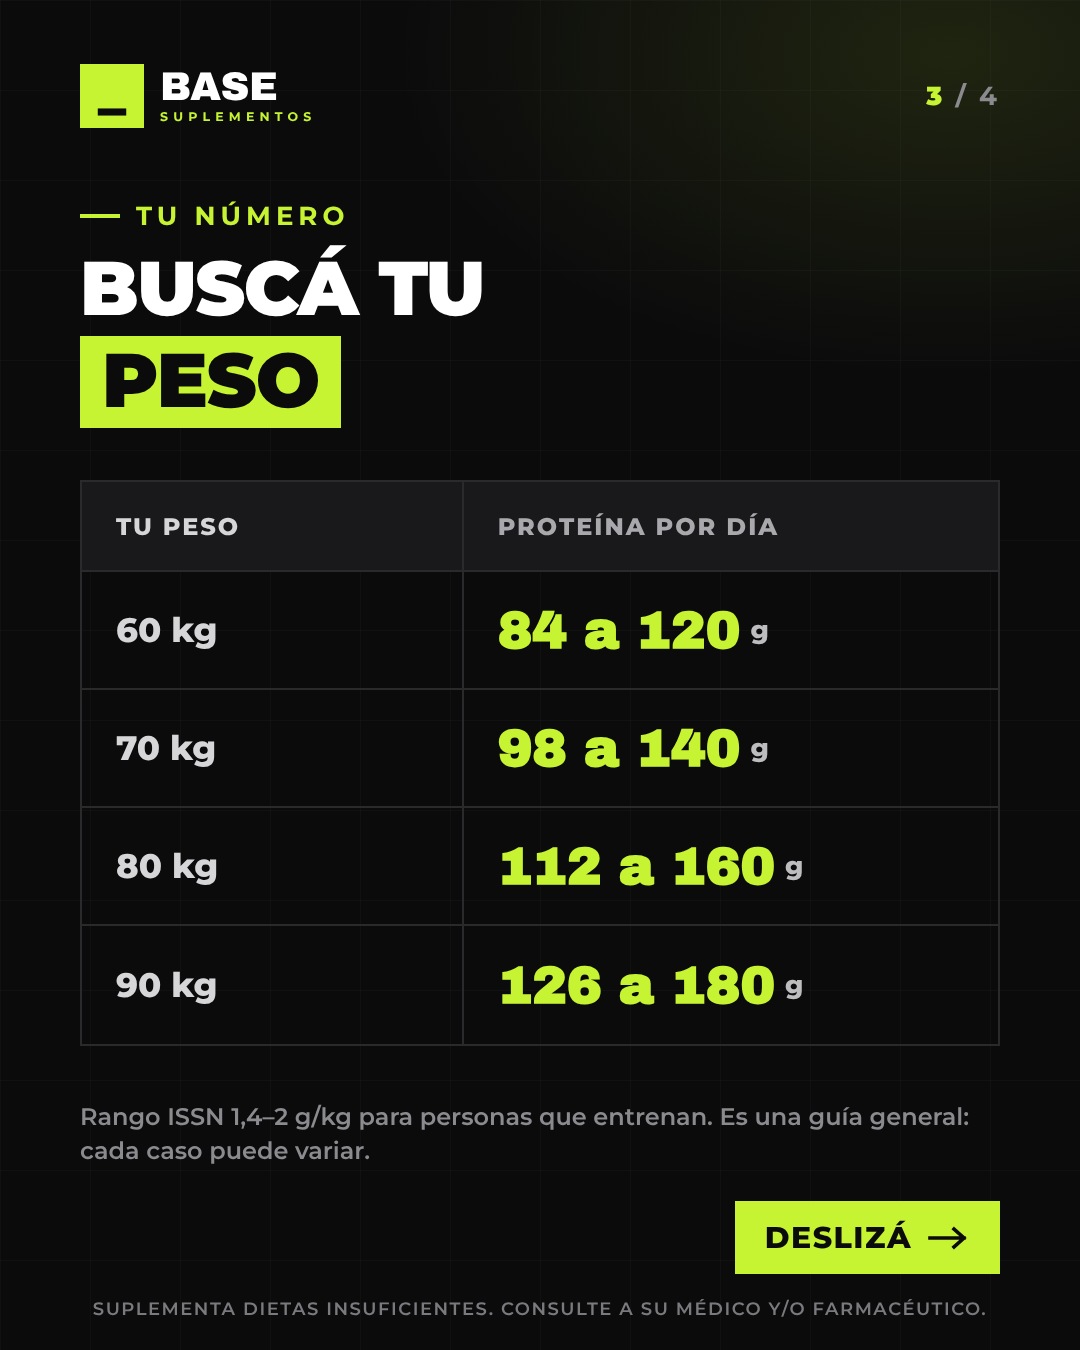 BASE
SUPLEMENTOS
3 / 4
TU NÚMERO
BUSCÁ TU
PESO
TU PESO PROTEÍNA POR DÍA
60 kg 84 a 120 g
70 kg 98 a 140 g
80 kg 112 a 160 g
90 kg 126 a 180 g
Rango ISSN 1,4–2 g/kg para personas que entrenan. Es una guía general:
cada caso puede variar.
DESLIZÁ →
SUPLEMENTA DIETAS INSUFICIENTES. CONSULTE A SU MÉDICO Y/O FARMACÉUTICO.